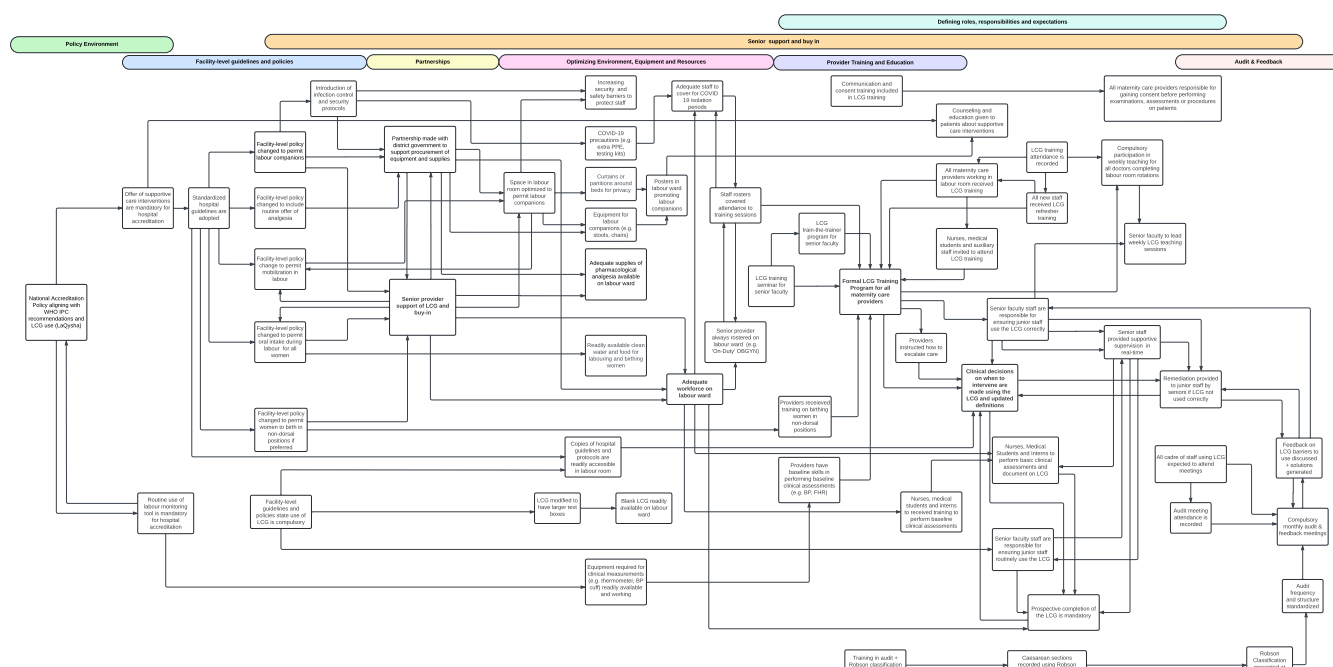 Defining roles, responsibilities and expectations
Policy Environment
Senior support and buy in
Facility-level guidelines and policies
Partnerships
Optimizing Environment, Equipment and Resources
Provider Training and Education
Audit & Feedback
Introduction of
infection control
and security
protocols
Increasing
security and
safety barriers to
protect staff
Adequate staff to
cover for COVID
19 isolation
periods
Communication and
consent training included
in LCG training
All maternity care providers responsible for
gaining consent before performing
examinations, assessments or procedures
on patients
Counseling and
education given to
patients about supportive
care interventions
Facility-level policy
changed to permit
labour companions
Partnership made with
district government to
support procurement of
equipment and supplies
COVID-19
precautions (e.g.
extra PPE,
testing kits)
LCG training
attendance is
recorded
Compulsory
participation in
weekly teaching for
all doctors completing
labour room rotations
All maternity care
providers working in
labour room received
LCG training
Offer of supportive
care interventions
are mandatory for
hospital
accreditation
Standardized
hospital
guidelines are
adopted
Facility-level policy
changed to include
routine offer of
analgesia
Space in labour
room optimized to
permit labour
companions
Curtains or
partitions around
beds for privacy
Posters in
labour ward
promoting
labour
companions
Staff rosters
covered
attendance to
training sessions
All new staff
received LCG
refresher
training
Equipment for
labour
companions (e.g.
stools, chairs)
LCG
train-the-trainer
program for
senior faculty
Nurses, medical
students and auxiliary
staff invited to attend
LCG training
Senior faculty to lead
weekly LCG teaching
sessions
Facility-level policy
change to permit
mobilization in
labour
Adequate supplies of
pharmacological
analgesia available
on labour ward
LCG training
seminar for
senior faculty
Formal LCG Training
Program for all
maternity care
providers
National Accreditation
Policy aligning with
WHO IPC
recommendations and
LCG use (LaQysha)
Senior provider
support of LCG and
buy-in
Senior faculty staff are
responsible for
ensuring junior staff
use the LCG correctly
Facility-level policy
changed to permit
oral intake during
labour for all
women
Readily available clean
water and food for
labouring and birthing
women
Senior provider
always rostered on
labour ward (e.g.
'On-Duty' OBGYN)
Providers
instructed how to
escalate care
Senior staff
provided supportive
supervision in
real-time
Adequate
workforce on
labour ward
Clinical decisions
on when to
intervene are
made using the
LCG and updated
definitions
Remediation provided
to junior staff by
seniors if LCG not
used correctly
Facility-level policy
changed to permit
women to birth in
non-dorsal
positions if
preferred
Providers receieved
training on birthing
women in
non-dorsal
positions
Copies of hospital
guidelines and
protocols are
readily accessible
in labour room
Nurses, Medical
Students and Interns to
perform basic clinical
assessments and
document on LCG
All cadre of staff using LCG
expected to attend
meetings
Feedback on
LCG barriers to
use discussed
+ solutions
generated
Providers have
baseline skills in
performing baseline
clinical assessments
(e.g. BP, FHR)
Routine use of
labour monitoring
tool is mandatory
for hospital
accreditation
Facility-level
guidelines and
policies state use of
LCG is compulsory
LCG modified to
have larger text
boxes
Blank LCG readily
available on labour
ward
Nurses, medical
students and interns
to received training to
perform baseline
clinical assessments
Audit meeting
attendance is
recorded
Compulsory
monthly audit &
feedback meetings
Senior faculty staff are
responsible for
ensuring junior staff
routinely use the LCG
Equipment required for
clinical measurements
(e.g. thermometer, BP
cuff) readily available
and working
Audit
frequency
and structure
standardized
Prospective completion of
the LCG is mandatory
Training in audit +
Robson classification
Caesarean sections
recorded using Robson
Robson
Classification